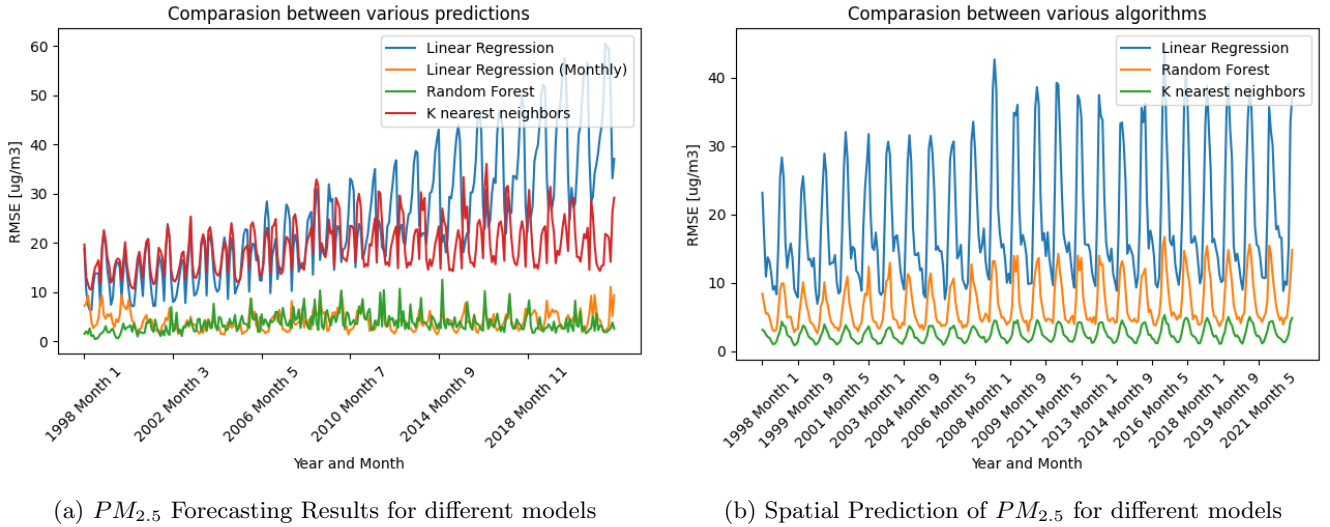 Comparasion between various predictions
60
50
40
30
20
10
0
RMSE [ug/m3]
Linear Regression
Linear Regression (Monthly)
Random Forest
K nearest neighbors
1998 Month 1
2002 Month 3
2006 Month 5
2010 Month 7
2014 Month 9
2018 Month 11
Year and Month
(a) PM2.5 Forecasting Results for different models
Comparasion between various algorithms
40
30
20
10
0
RMSE [ug/m3]
Linear Regression
Random Forest
K nearest neighbors
1998 Month 1
1999 Month 9
2001 Month 5
2003 Month 1
2004 Month 9
2006 Month 5
2008 Month 1
2009 Month 9
2011 Month 5
2013 Month 1
2014 Month 9
2016 Month 5
2018 Month 1
2019 Month 9
2021 Month 5
Year and Month
(b) Spatial Prediction of PM2.5 for different models